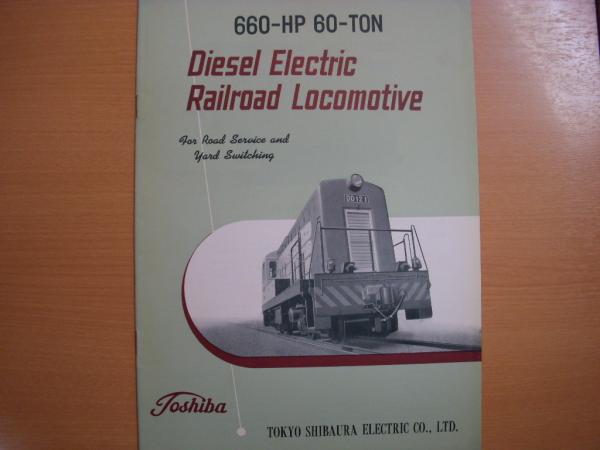 660-HP 60-TON
Diesel Electric
Railroad Locomotive
For Road Service and
Yard Switching
DD121
Toshiba
TOKYO SHIBAURA ELECTRIC CO., LTD.